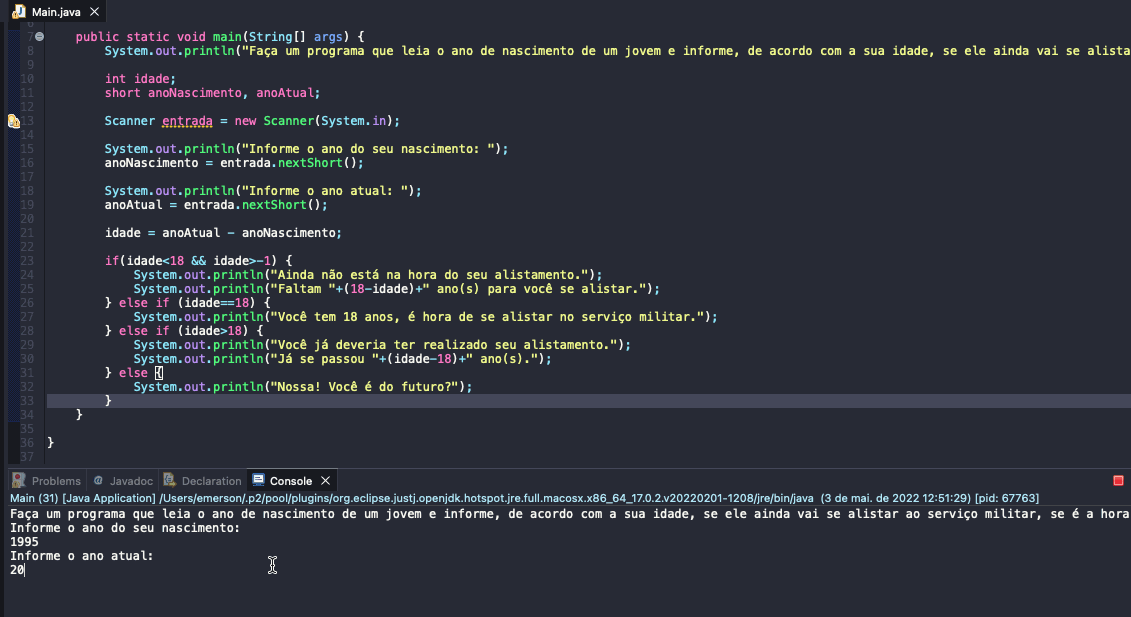 Main.java
6
7 public static void main(String[] args) {
8 System.out.println("Faça um programa que leia o ano de nascimento de um jovem e informe, de acordo com a sua idade, se ele ainda vai se alista
9
10 int idade;
11 short anoNascimento, anoAtual;
12
13 Scanner entrada = new Scanner(System.in);
14
15 System.out.println("Informe o ano do seu nascimento: ");
16 anoNascimento = entrada.nextShort();
17
18 System.out.println("Informe o ano atual: ");
19 anoAtual = entrada.nextShort();
20
21 idade = anoAtual - anoNascimento;
22
23 if(idade<18 && idade>-1) {
24 System.out.println("Ainda não está na hora do seu alistamento.");
25 System.out.println("Faltam "+(18-idade)+" ano(s) para você se alistar.");
26 } else if (idade==18) {
27 System.out.println("Você tem 18 anos, é hora de se alistar no serviço militar.");
28 } else if (idade>18) {
29 System.out.println("Você já deveria ter realizado seu alistamento.");
30 System.out.println("Já se passou "+(idade-18)+" ano(s).");
31 } else {
32 System.out.println("Nossa! Você é do futuro?");
33 }
34 }
35
36 }
37
Problems @ Javadoc Declaration Console
Main (31) [Java Application] /Users/emerson/.p2/pool/plugins/org.eclipse.justj.openjdk.hotspot.jre.full.macosx.x86_64_17.0.2.v20220201-1208/jre/bin/java (3 de mai. de 2022 12:51:29) [pid: 67763]
Faça um programa que leia o ano de nascimento de um jovem e informe, de acordo com a sua idade, se ele ainda vai se alistar ao serviço militar, se é a hora
Informe o ano do seu nascimento:
1995
Informe o ano atual:
20